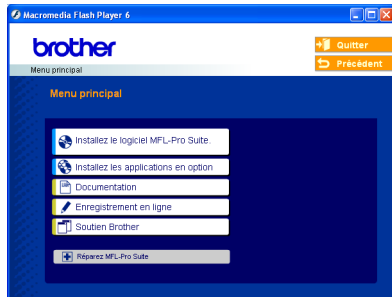 Macromedia Flash Player 6
brother
Quitter
Menu principal
Précédent
Menu principal
Installez le logiciel MFL-Pro Suite.
Installez les applications en option
Documentation
Enregistrement en ligne
Soutien Brother
Réparez MFL-Pro Suite